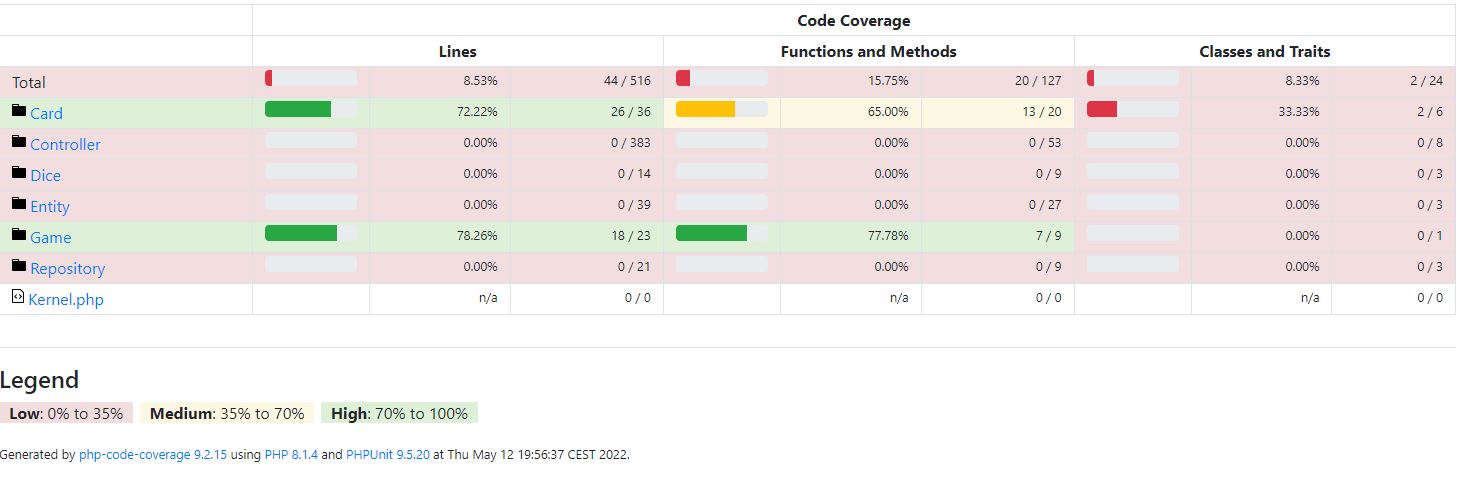 Code Coverage
Lines Functions and Methods Classes and Traits
Total 8.53% 44 / 516 15.75% 20 / 127 8.33% 2 / 24
Card 72.22% 26 / 36 65.00% 13 / 20 33.33% 2 / 6
Controller 0.00% 0 / 383 0.00% 0 / 53 0.00% 0 / 8
Dice 0.00% 0 / 14 0.00% 0 / 9 0.00% 0 / 3
Entity 0.00% 0 / 39 0.00% 0 / 27 0.00% 0 / 3
Game 78.26% 18 / 23 77.78% 7 / 9 0.00% 0 / 1
Repository 0.00% 0 / 21 0.00% 0 / 9 0.00% 0 / 3
Kernel.php n/a 0 / 0 n/a 0 / 0 n/a 0 / 0
Legend
Low: 0% to 35% Medium: 35% to 70% High: 70% to 100%
Generated by php-code-coverage 9.2.15 using PHP 8.1.4 and PHPUnit 9.5.20 at Thu May 12 19:56:37 CEST 2022.